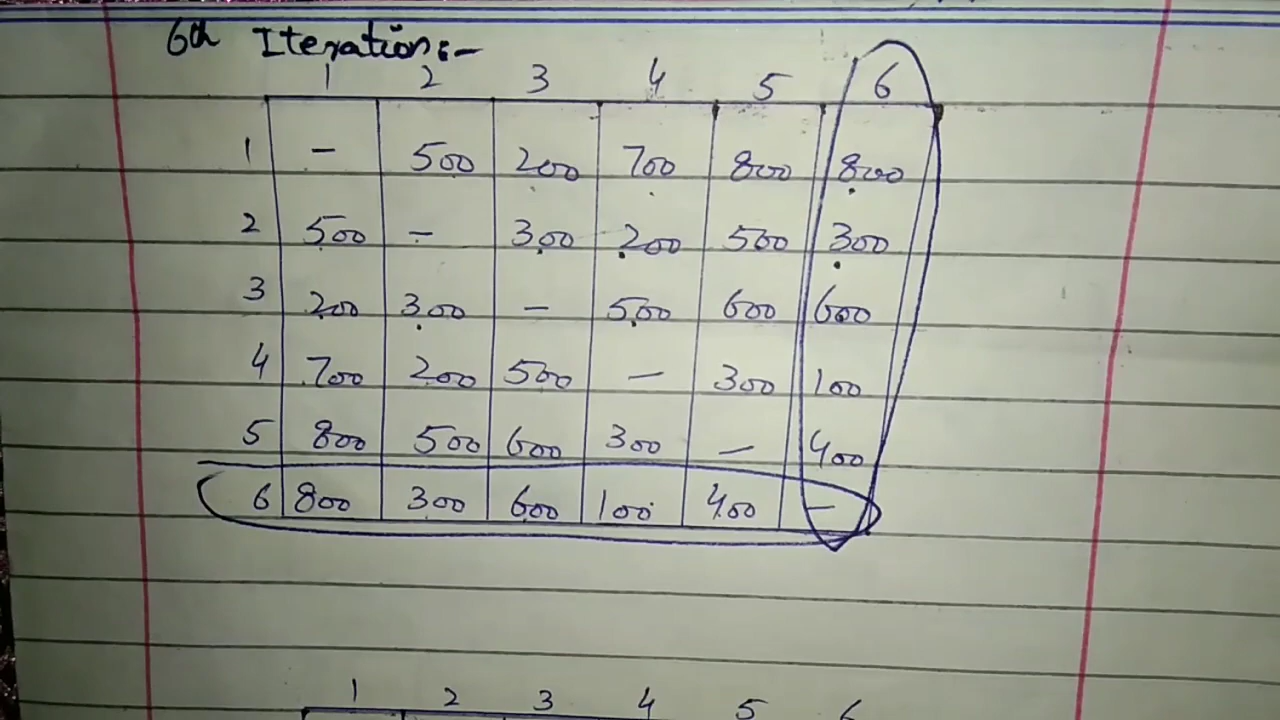 6th Iteration:-
1 2 3 4 5 6
1 - 500 200 700 800 800
2 500 - 300 200 500 300
3 200 300 - 500 600 600
4 700 200 500 - 300 100
5 800 500 600 300 - 400
6 800 300 600 100 400 -
1 2 3 4 5 6